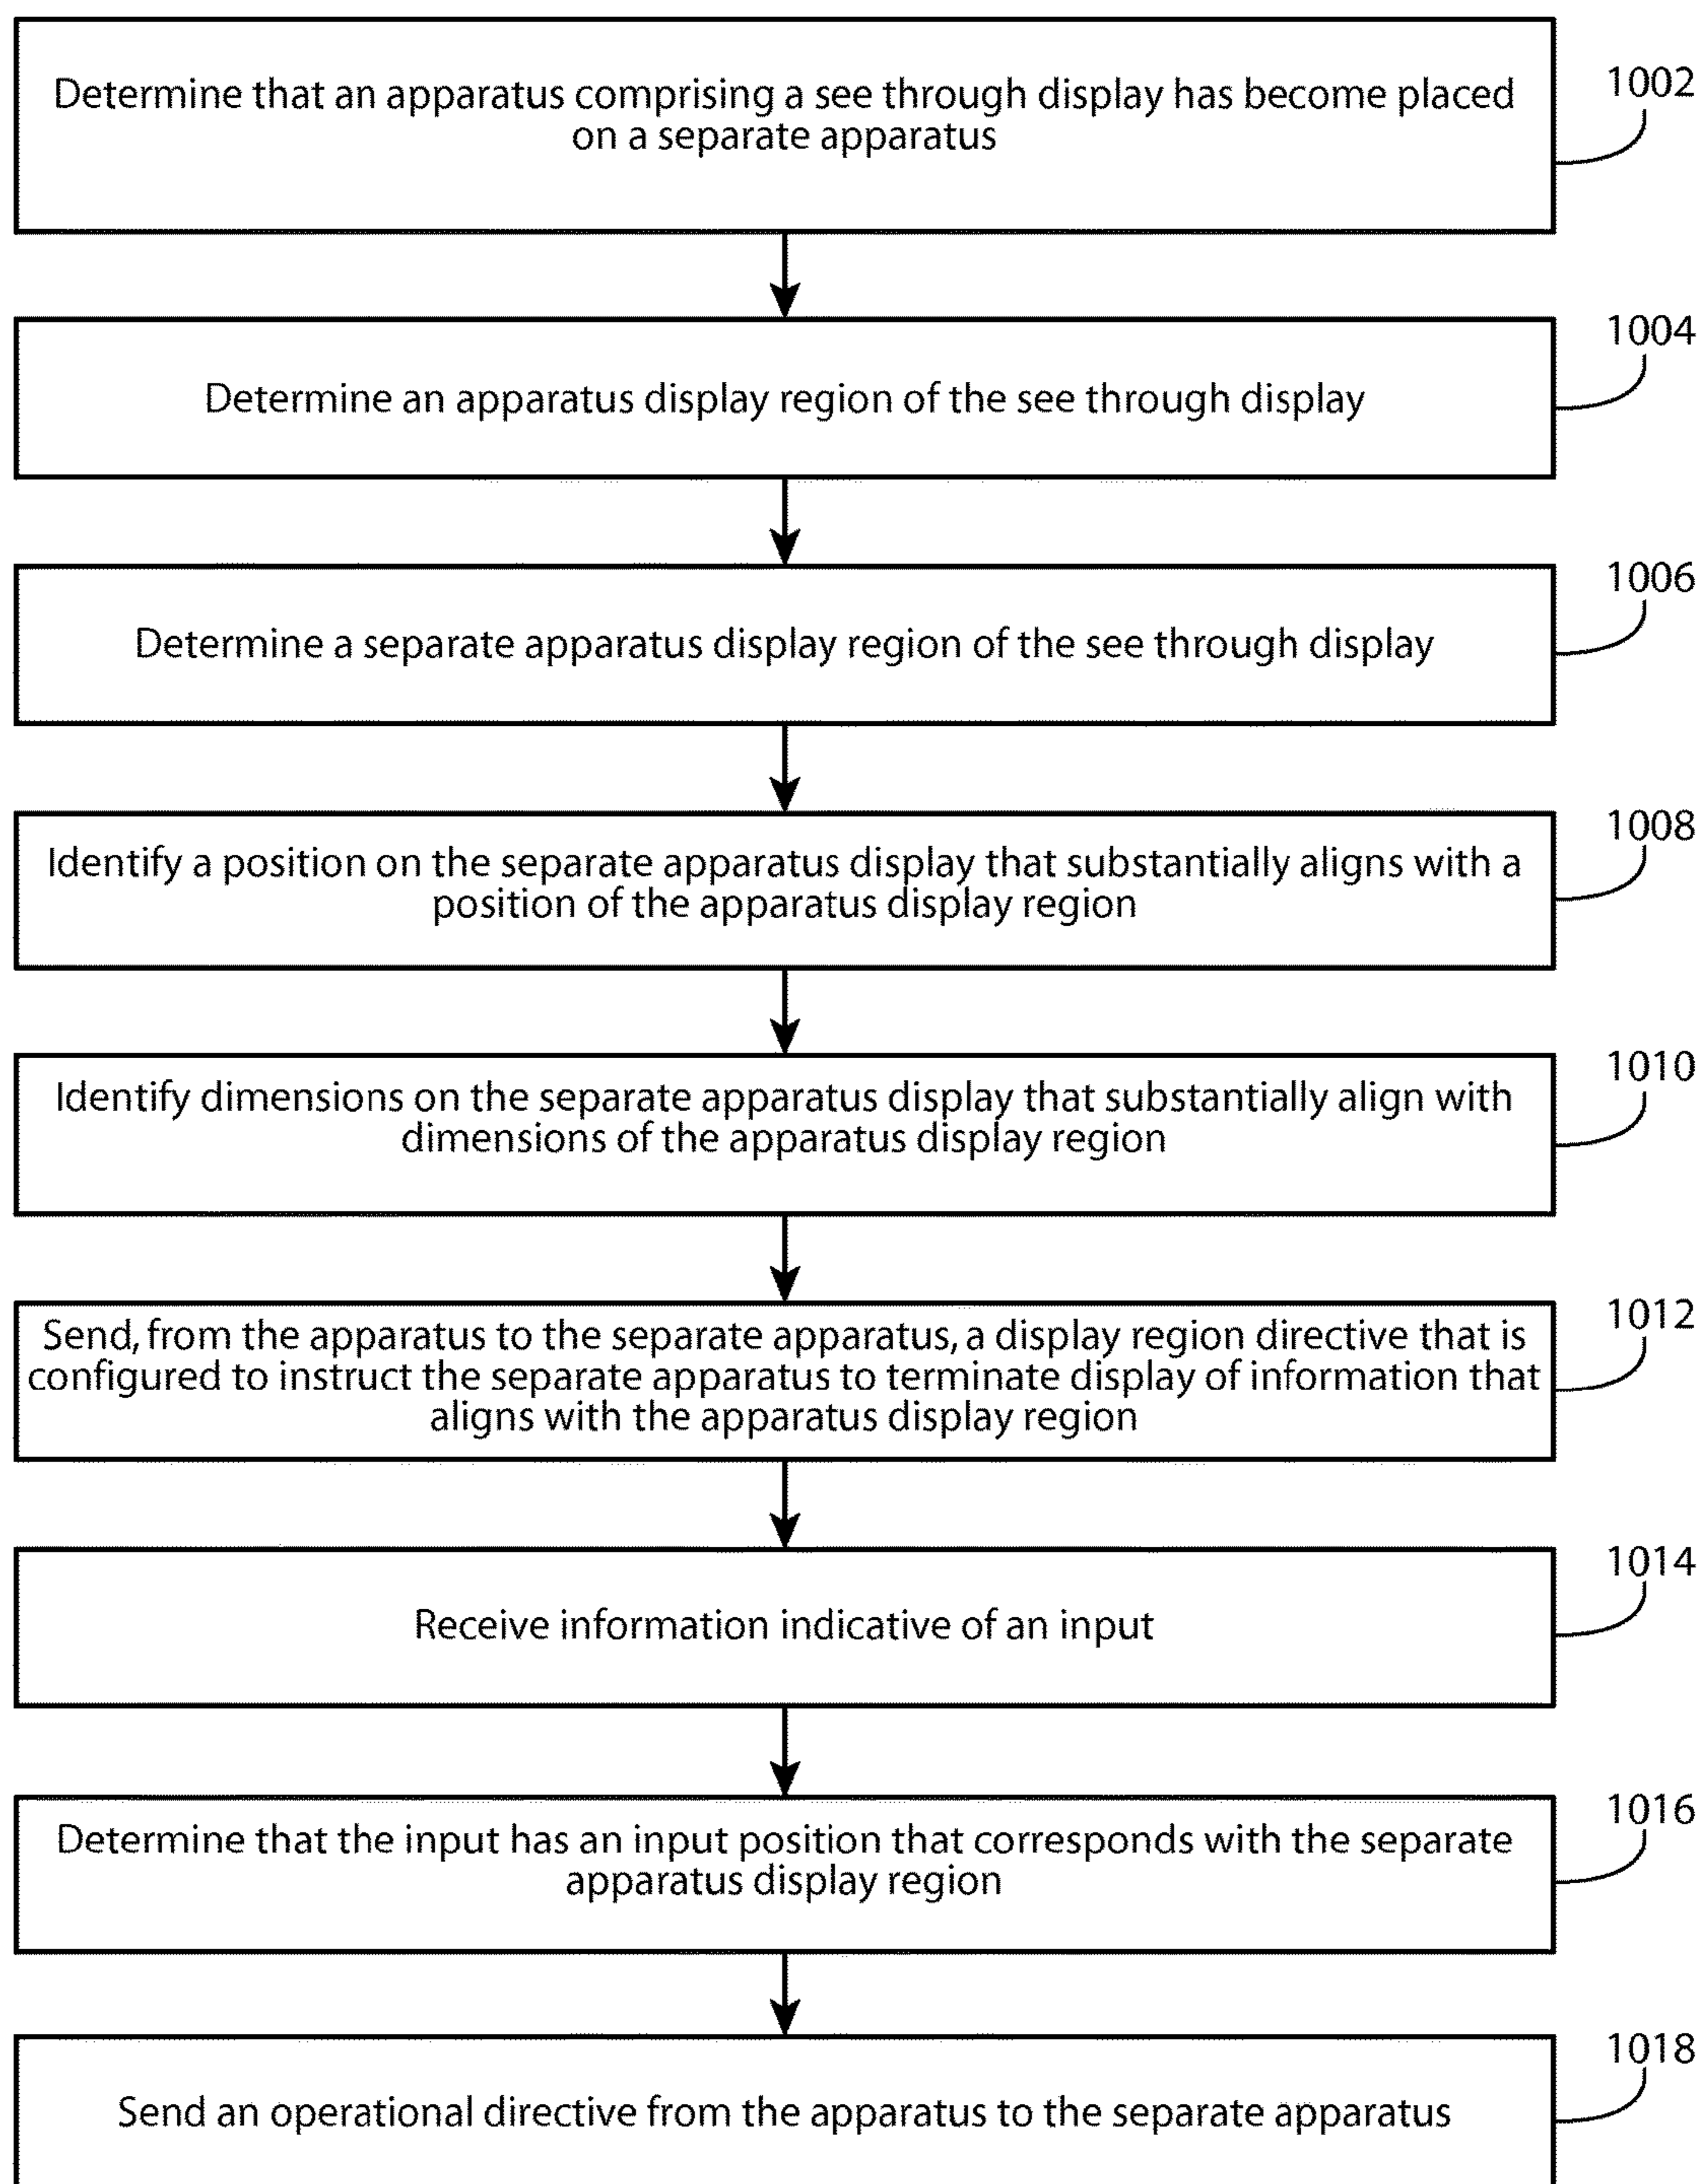 Determine that an apparatus comprising a see through display has become placed
on a separate apparatus
1002
Determine an apparatus display region of the see through display
1004
Determine a separate apparatus display region of the see through display
1006
Identify a position on the separate apparatus display that substantially aligns with a
position of the apparatus display region
1008
Identify dimensions on the separate apparatus display that substantially align with
dimensions of the apparatus display region
1010
Send, from the apparatus to the separate apparatus, a display region directive that is
configured to instruct the separate apparatus to terminate display of information that
aligns with the apparatus display region
1012
Receive information indicative of an input
1014
Determine that the input has an input position that corresponds with the separate
apparatus display region
1016
Send an operational directive from the apparatus to the separate apparatus
1018